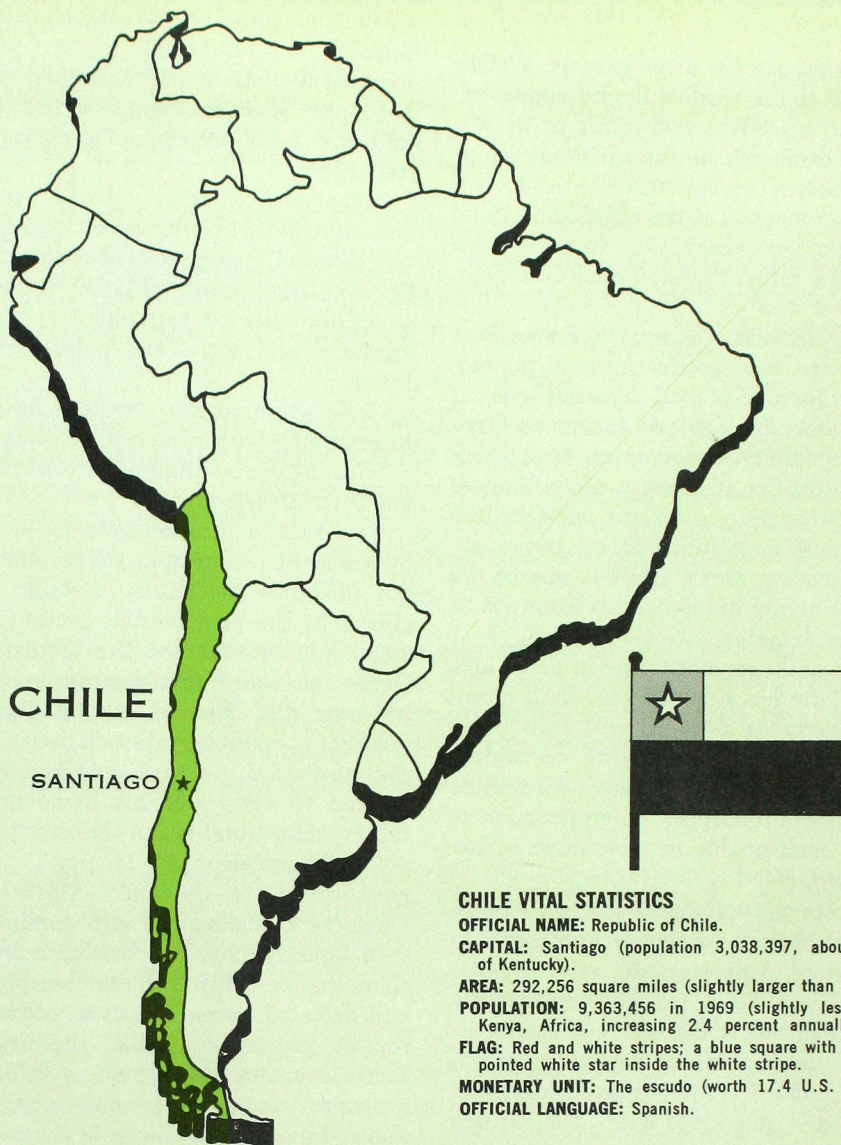 CHILE
SANTIAGO
CHILE VITAL STATISTICS
OFFICIAL NAME: Republic of Chile.
CAPITAL: Santiago (population 3,038,397,
of Kentucky).
AREA: 292,256 square miles (slightly larger than
POPULATION: 9,363,456 in 1969 (slightly
Kenya, Africa, increasing 2.4 percent
FLAG: Red and white stripes; a blue square with
pointed white star inside the white stripe.
MONETARY UNIT: The escudo (worth 17.4 U.S.
OFFICIAL LANGUAGE: Spanish.